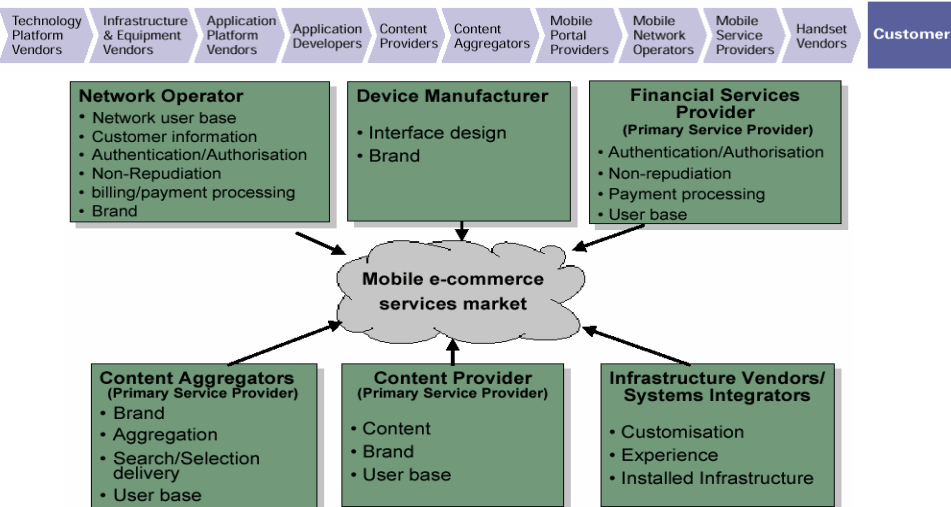 Technology
Platform
Vendors
Infrastructure
& Equipment
Vendors
Application
Platform
Vendors
Application
Developers
Content
Providers
Content
Aggregators
Mobile
Portal
Providers
Mobile
Network
Operators
Mobile
Service
Providers
Handset
Vendors
Customer
Network Operator
• Network user base
• Customer information
• Authentication/Authorisation
• Non-Repudiation
• billing/payment processing
• Brand
Device Manufacturer
• Interface design
• Brand
Financial Services
Provider
(Primary Service Provider)
• Authentication/Authorisation
• Non-repudiation
• Payment processing
• User base
Mobile e-commerce
services market
Content Aggregators
(Primary Service Provider)
• Brand
• Aggregation
• Search/Selection
delivery
• User base
Content Provider
(Primary Service Provider)
• Content
• Brand
• User base
Infrastructure Vendors/
Systems Integrators
• Customisation
• Experience
• Installed Infrastructure